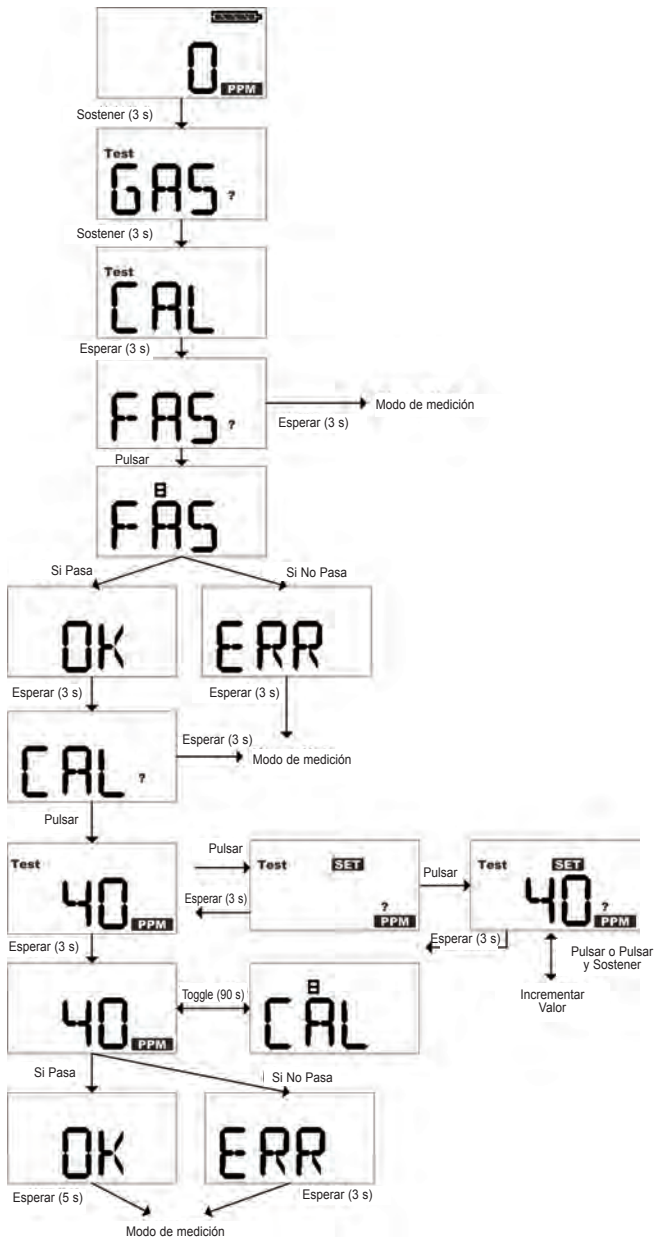 0
PPM
Sostener (3 s)
Test
GAS ?
Sostener (3 s)
Test
CAL
Esperar (3 s)
FAS ?
Esperar (3 s)
Modo de medición
Pulsar
FAS
Si Pasa
Si No Pasa
OK
ERR
Esperar (3 s)
Esperar (3 s)
CAL ?
Esperar (3 s)
Modo de medición
Pulsar
Test
40
PPM
Pulsar
Esperar (3 s)
Test SET
?
PPM
Pulsar
Test SET
40 ?
PPM
Esperar (3 s)
Esperar (3 s)
Pulsar o Pulsar
y Sostener
Incrementar
Valor
40
PPM
Toggle (90 s)
CAL
Si Pasa
Si No Pasa
OK
ERR
Esperar (5 s)
Esperar (3 s)
Modo de medición